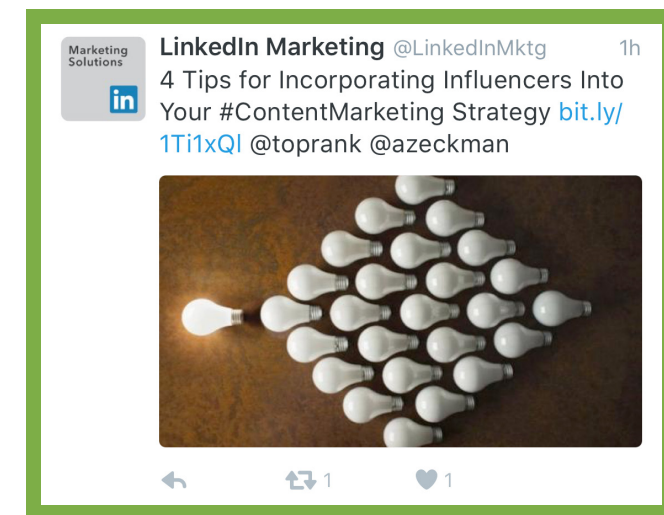 Marketing
Solutions
in
LinkedIn Marketing @LinkedInMktg 1h
4 Tips for Incorporating Influencers Into
Your #ContentMarketing Strategy bit.ly/
1Ti1xQl @toprank @azeckman
1 1